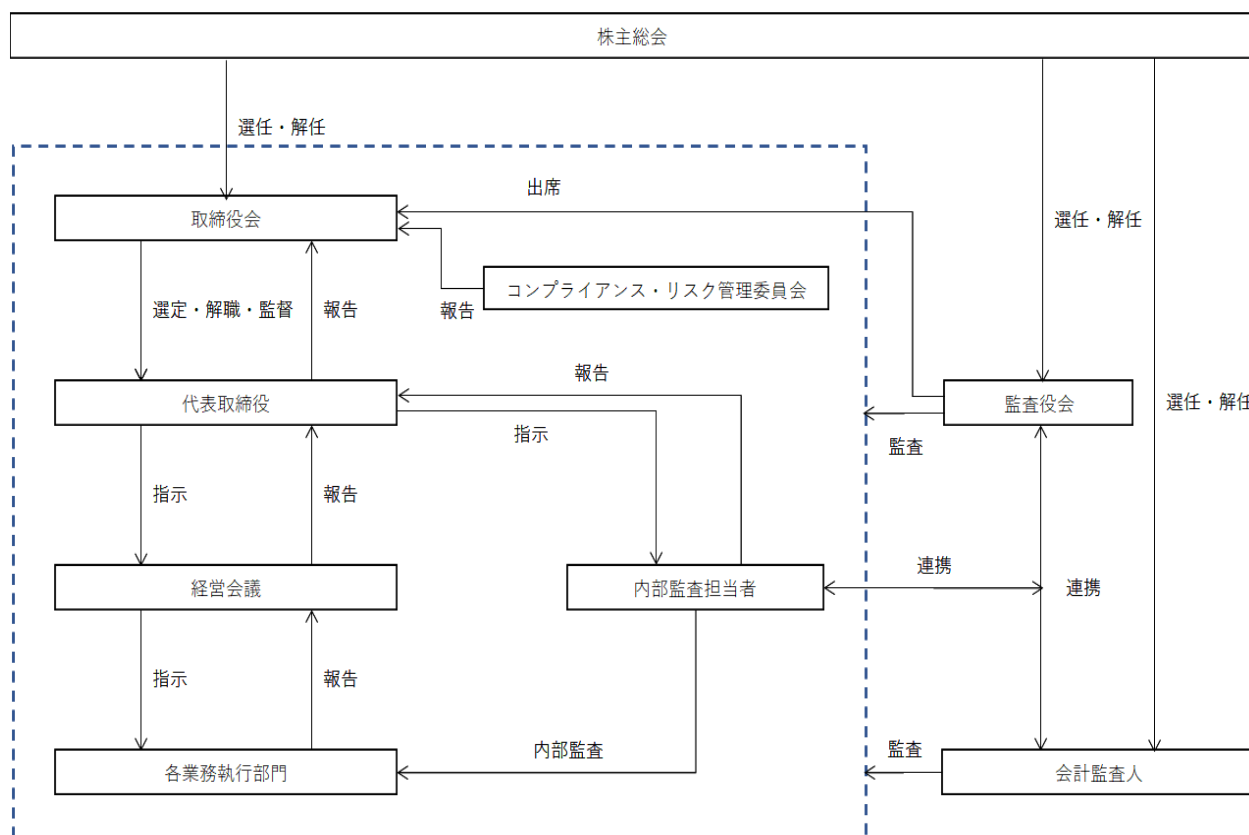 株主総会
選任・解任
出席
取締役会
選任・解任
コンプライアンス・リスク管理委員会
選定・解職・監督
報告
報告
報告
代表取締役
監査役会
選任・解任
指示
監査
指示
報告
連携
経営会議
内部監査担当者
連携
指示
報告
内部監査
監査
各業務執行部門
会計監査人